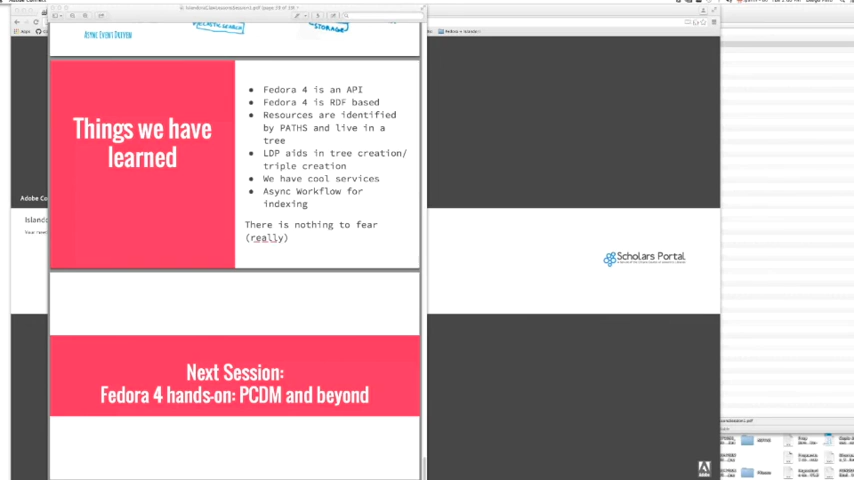 ASYNC EVENT DRIVEN
STORAGE
Things we have
learned
● Fedora 4 is an API
● Fedora 4 is RDF based
● Resources are identified
by PATHS and live in a
tree
● LDP aids in tree creation/
triple creation
● We have cool services
● Async Workflow for
indexing
There is nothing to fear
(really)
Next Session:
Fedora 4 hands-on: PCDM and beyond
Adobe Co
Islando
Scholars Portal